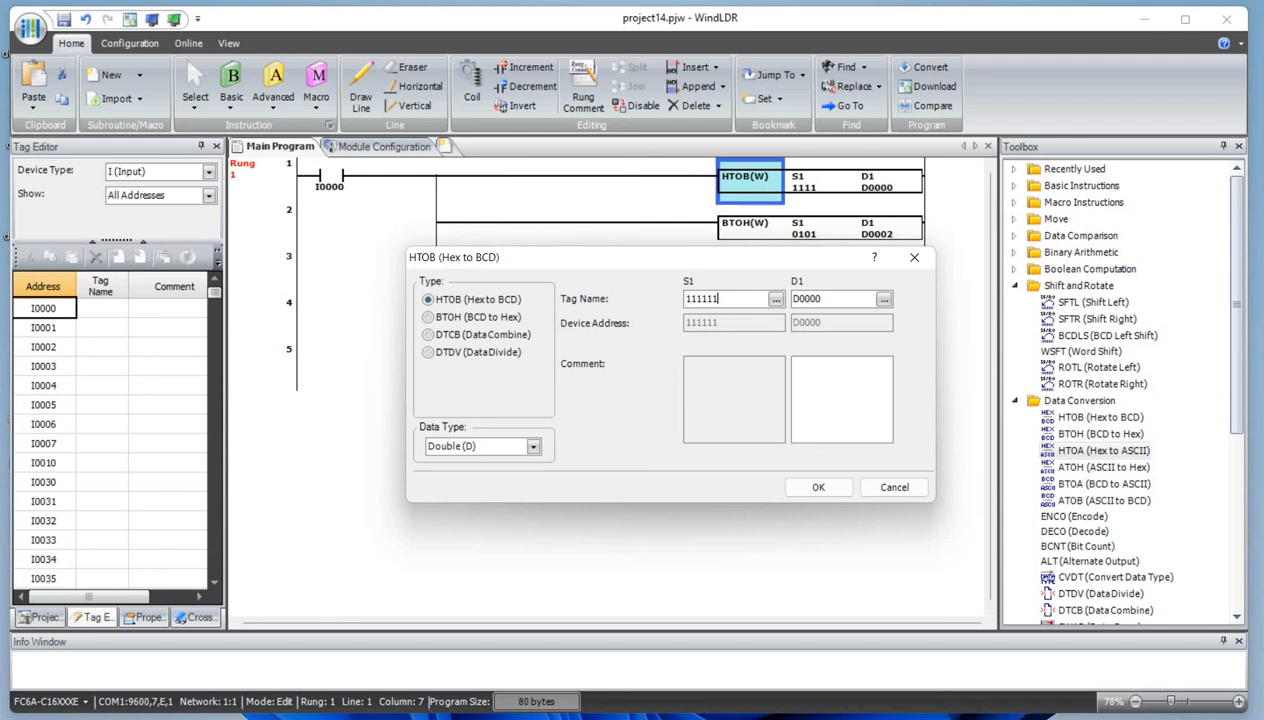 project14.pjw - WindLDR
Home
Configuration
Online
View
Paste
Clipboard
New
Import
Subroutine/Macro
Select
B
Basic
A
Advanced
M
Macro
Instruction
Draw
Line
Eraser
Horizontal
Vertical
Line
Coil
Increment
Decrement
Invert
Rung
Comment
Split
Join
Disable
Insert
Append
Delete
Editing
Jump To
Set
Bookmark
Find
Replace
Go To
Find
Convert
Download
Compare
Program
Tag Editor
Device Type:
I (Input)
Show:
All Addresses
Address
Tag
Name
Comment
I0000
I0001
I0002
I0003
I0004
I0005
I0006
I0007
I0010
I0030
I0031
I0032
I0033
I0034
I0035
Projec
Tag E...
Prope...
Cross...
Main Program
Module Configuration
Rung
1
1
2
3
4
5
I0000
HTOB(W) S1 D1
1111 D0000
BTOH(W) S1 D1
0101 D0002
HTOB (Hex to BCD)
?
Type:
HTOB (Hex to BCD)
BTOH (BCD to Hex)
DTCB (Data Combine)
DTDV (Data Divide)
Data Type:
Double (D)
S1
D1
Tag Name:
111111
...
D0000
...
Device Address:
111111
D0000
Comment:
OK
Cancel
Toolbox
Recently Used
Basic Instructions
Macro Instructions
Move
Data Comparison
Binary Arithmetic
Boolean Computation
Shift and Rotate
SFTL (Shift Left)
SFTR (Shift Right)
BCDLS (BCD Left Shift)
WSFT (Word Shift)
ROTL (Rotate Left)
ROTR (Rotate Right)
Data Conversion
HTOB (Hex to BCD)
BTOH (BCD to Hex)
HTOA (Hex to ASCII)
ATOH (ASCII to Hex)
BTOA (BCD to ASCII)
ATOB (ASCII to BCD)
ENCO (Encode)
DECO (Decode)
BCNT (Bit Count)
ALT (Alternate Output)
CVDT (Convert Data Type)
DTDV (Data Divide)
DTCB (Data Combine)
Info Window
FC6A-C16XXXE
COM1:9600,7,E,1 Network: 1:1
Mode: Edit
Rung: 1 Line: 1 Column: 7
Program Size:
80 bytes
78%